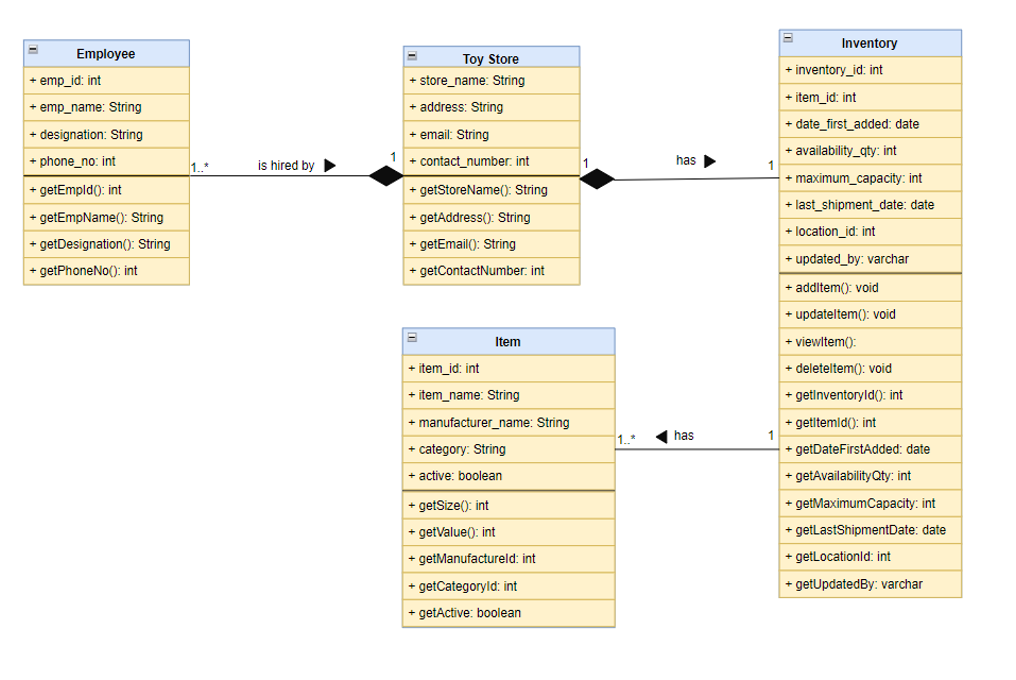 Employee
+ emp_id: int
+ emp_name: String
+ designation: String
+ phone_no: int
+ getEmpId(): int
+ getEmpName(): String
+ getDesignation(): String
+ getPhoneNo(): int
1..*
is hired by
1
Toy Store
+ store_name: String
+ address: String
+ email: String
+ contact_number: int
+ getStoreName(): String
+ getAddress(): String
+ getEmail(): String
+ getContactNumber: int
1
has
1
Inventory
+ inventory_id: int
+ item_id: int
+ date_first_added: date
+ availability_qty: int
+ maximum_capacity: int
+ last_shipment_date: date
+ location_id: int
+ updated_by: varchar
+ addItem(): void
+ updateItem(): void
+ viewItem():
+ deleteItem(): void
+ getInventoryId(): int
+ getItemId(): int
+ getDateFirstAdded: date
+ getAvailabilityQty: int
+ getMaximumCapacity: int
+ getLastShipmentDate: date
+ getLocationId: int
+ getUpdatedBy: varchar
Item
+ item_id: int
+ item_name: String
+ manufacturer_name: String
+ category: String
+ active: boolean
+ getSize(): int
+ getValue(): int
+ getManufactureId: int
+ getCategoryId: int
+ getActive: boolean
1..*
has
1